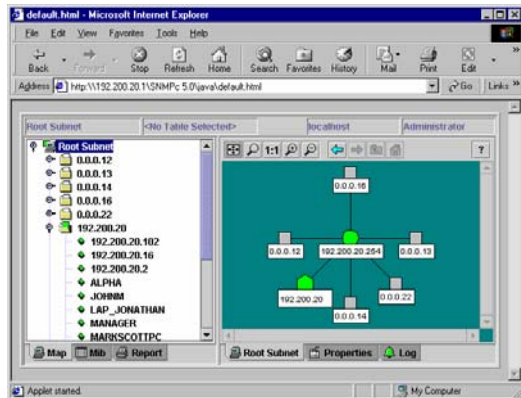 default.html - Microsoft Internet Explorer
File Edit View Favorites Tools Help
Back Forward Stop Refresh Home Search Favorites History Mail Print Edit »
Address http:\\192.200.20.1\SNMPc 5.0\java\default.html Go Links »
Root Subnet <No Table Selected> localhost Administrator
Root Subnet
0.0.0.12
0.0.0.13
0.0.0.14
0.0.0.16
0.0.0.22
192.200.20
192.200.20.102
192.200.20.16
192.200.20.2
ALPHA
JOHNM
LAP_JONATHAN
MANAGER
MARKSCOTTPC
Map Mib Report
1:1 ?
0.0.0.16
0.0.0.12 192.200.20.254 0.0.0.13
192.200.20 0.0.0.14 0.0.0.22
Root Subnet Properties Log
Applet started. My Computer